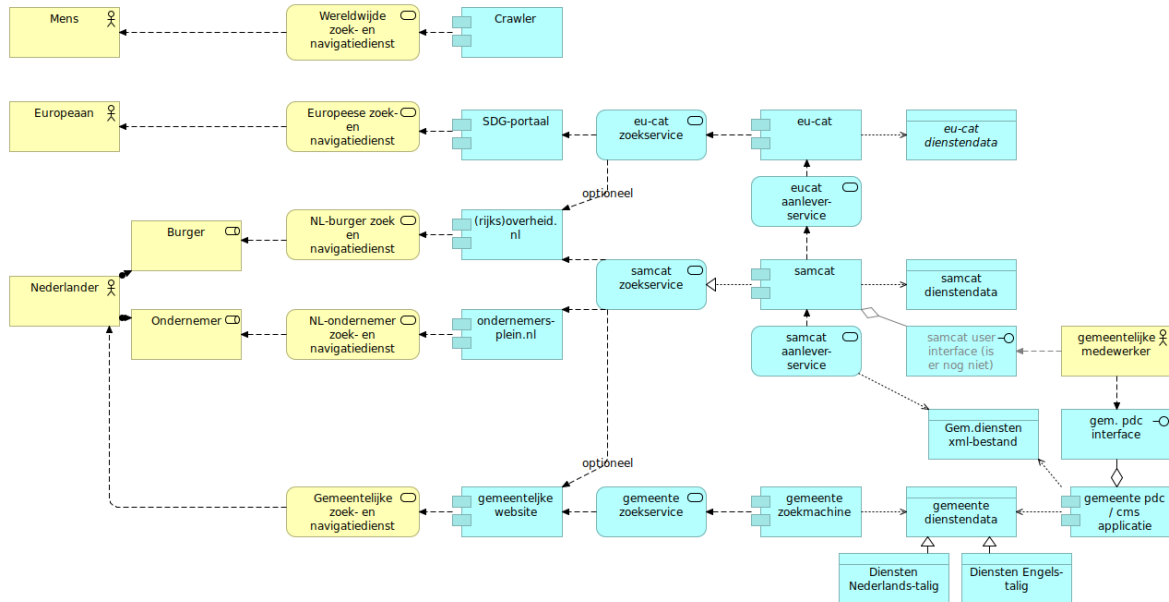 Mens
Wereldwijde
zoek- en
navigatiedienst
Crawler
Europeaan
Europese zoek-
en
navigatiedienst
SDG-portaal
eu-cat
zoekservice
eu-cat
eu-cat
dienstendata
optioneel
eucat
aanlever-
service
Burger
NL-burger zoek
en
navigatiedienst
(rijks)overheid.
nl
Nederlander
samcat
zoekservice
samcat
samcat
dienstendata
Ondernemer
NL-ondernemer
zoek- en
navigatiedienst
ondernemers-
plein.nl
samcat
aanlever-
service
samcat user
interface (is
er nog niet)
gemeentelijke
medewerker
Gem.diensten
xml-bestand
gem. pdc
interface
optioneel
Gemeentelijke
zoek- en
navigatiedienst
gemeenteljke
website
gemeente
zoekservice
gemeente
zoekmachine
gemeente
dienstendata
gemeente pdc
/ cms
applicatie
Diensten
Nederlands-talig
Diensten Engels-
talig